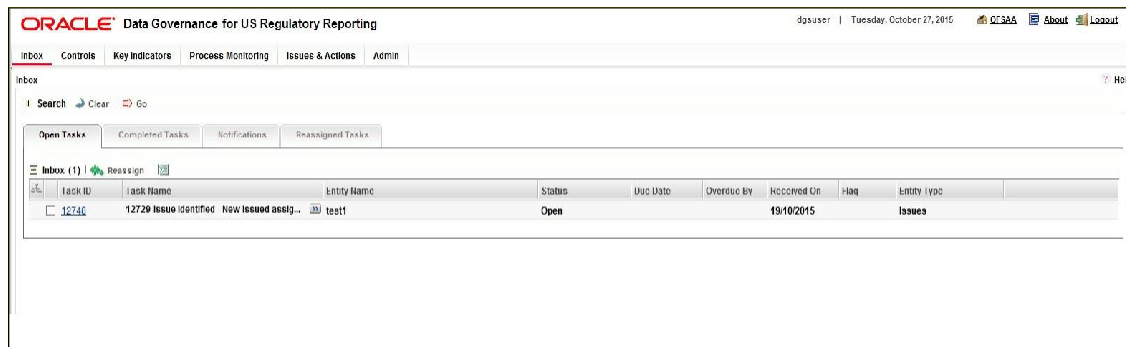 ORACLE Data Governance for US Regulatory Reporting
dgsuser | Tuesday, October 27, 2015 OFSAA About Logout
Inbox Controls Key Indicators Process Monitoring Issues & Actions Admin
Inbox ? Hel
Search Clear Go
Open Tasks Completed Tasks Notifications Reassigned Tasks
Inbox (1) | Reassign
Task ID Task Name Entity Name Status Due Date Overdue By Received On Flag Entity Type
12740 12729 Issue Identified New Issued assig... test1 Open 19/10/2015 Issues